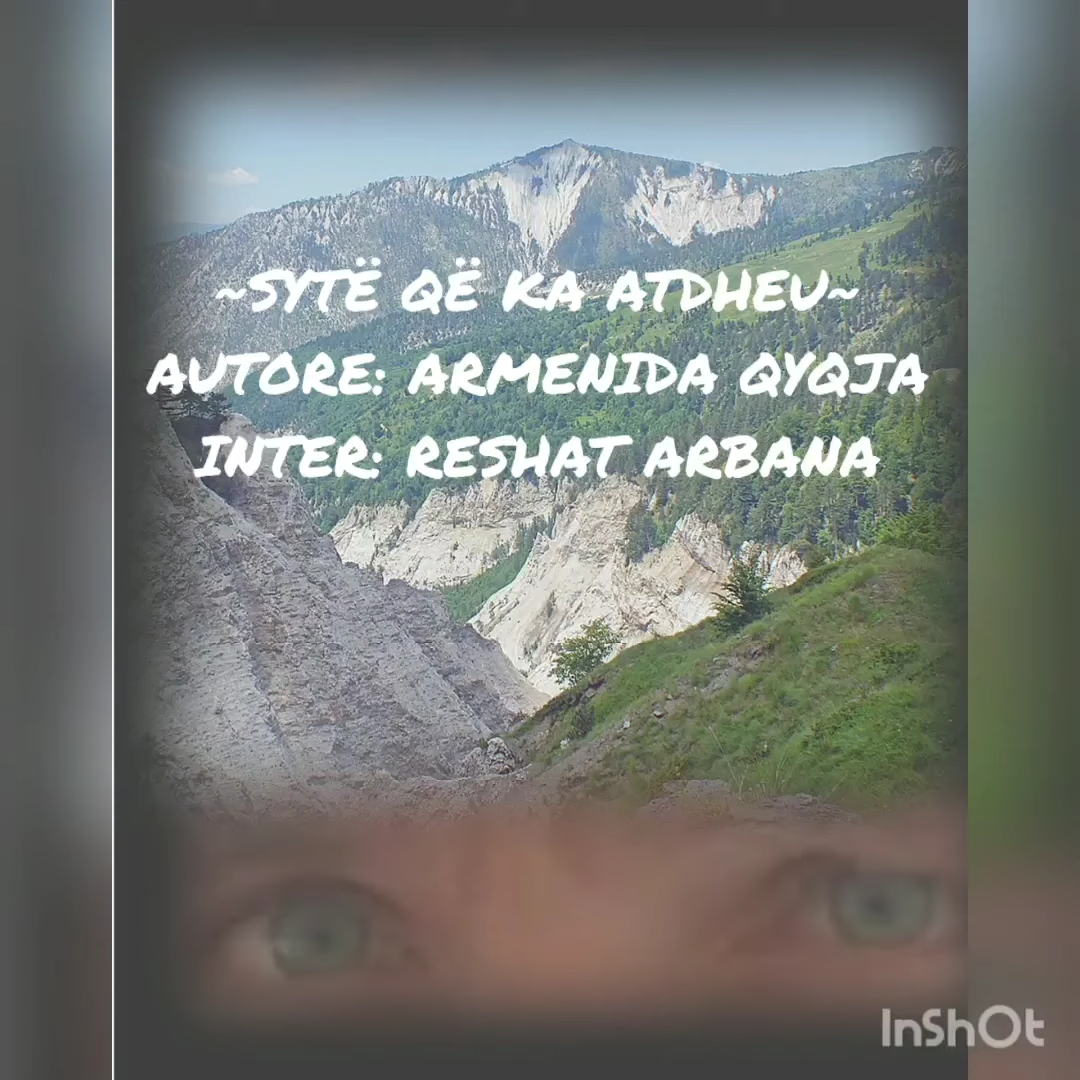 ~SYTË QË KA ATDHEU~
AUTORE: ARMENIDA QYQJA
INTER: RESHAT ARBANA
InShOt